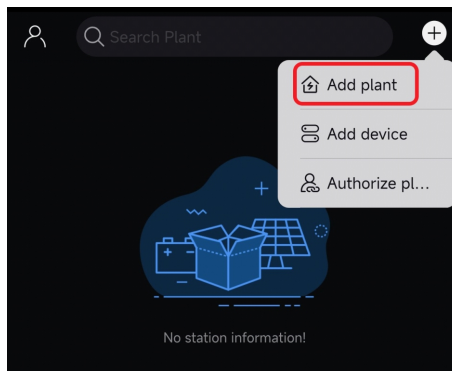 Search Plant
Add plant
Add device
Authorize pl...
No station information!